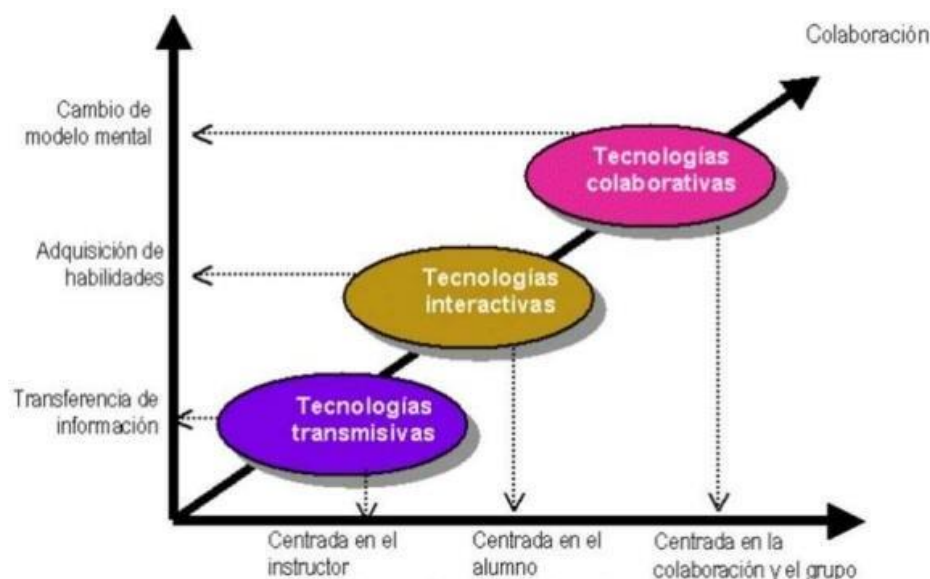 Colaboración
Cambio de
modelo mental
Tecnologías
colaborativas
Adquisición de
habilidades
Tecnologías
interactivas
Transferencia de
información
Tecnologías
transmisivas
Centrada en el
instructor
Centrada en el
alumno
Centrada en la
colaboración y el grupo